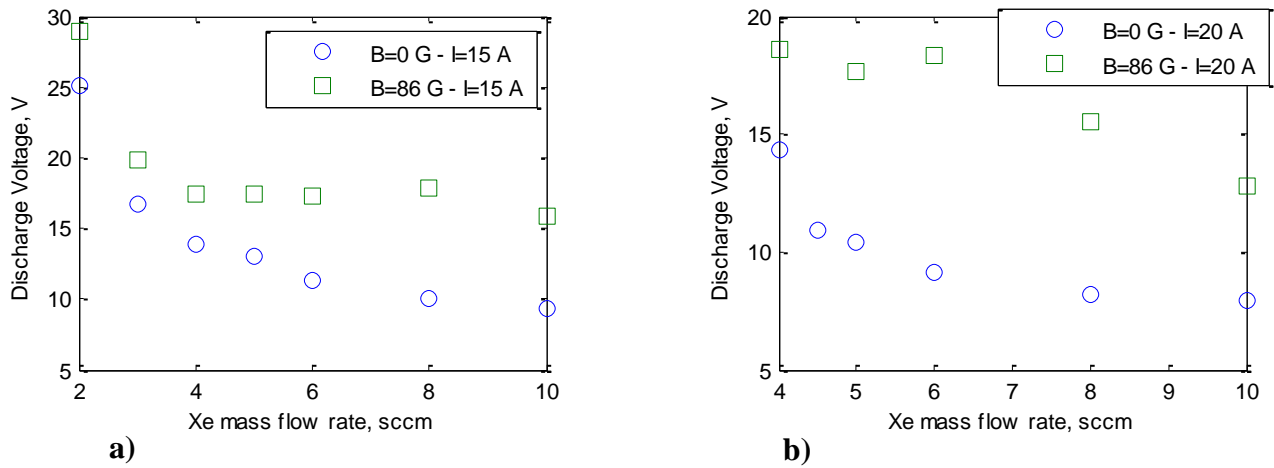 30
25
20
15
10
5
Discharge Voltage, V
B=0 G - I=15 A
B=86 G - I=15 A
2 4 6 8 10
Xe mass flow rate, sccm
a)
20
15
10
5
Discharge Voltage, V
B=0 G - I=20 A
B=86 G - I=20 A
4 5 6 7 8 9 10
Xe mass flow rate, sccm
b)